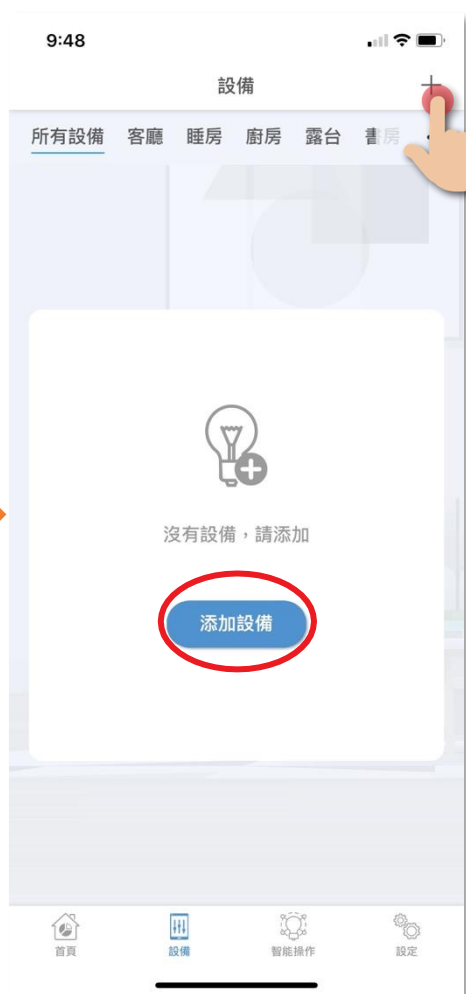 9:48
設備
所有設備 客廳 睡房 廚房 露台 書房
沒有設備，請添加
添加設備
首頁 設備 智能操作 設定